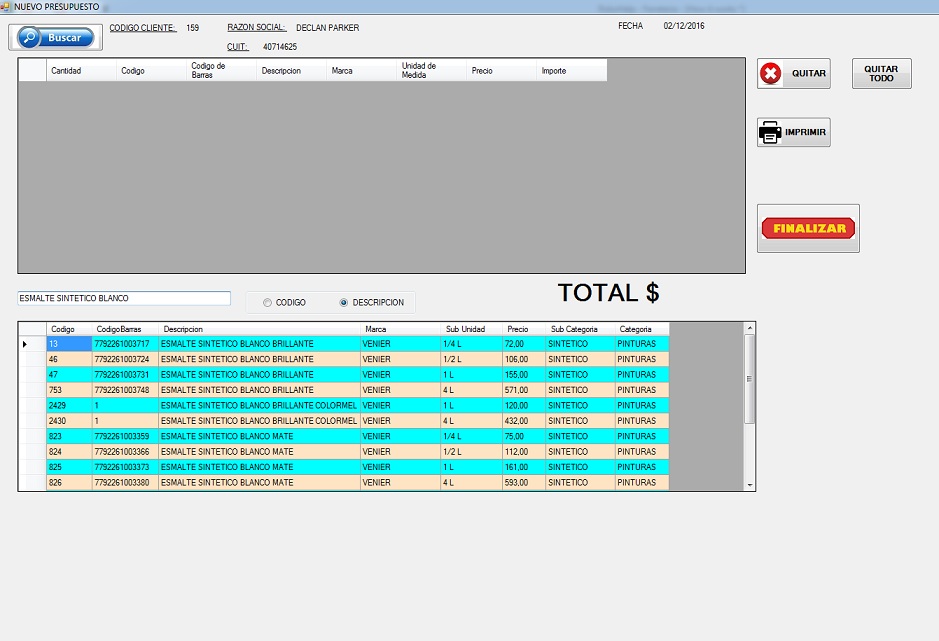 NUEVO PRESUPUESTO
Buscar
CODIGO CLIENTE: 159 RAZON SOCIAL: DECLAN PARKER FECHA 02/12/2016
CUIT: 40714625
Cantidad Codigo Codigo de Barras Descripcion Marca Unidad de Medida Precio Importe
QUITAR
QUITAR TODO
IMPRIMIR
FINALIZAR
TOTAL $
ESMALTE SINTETICO BLANCO
CODIGO DESCRIPCION
Codigo CodigoBarras Descripcion Marca Sub Unidad Precio Sub Categoria Categoria
13 7792261003717 ESMALTE SINTETICO BLANCO BRILLANTE VENIER 1/4 L 72,00 SINTETICO PINTURAS
46 7792261003724 ESMALTE SINTETICO BLANCO BRILLANTE VENIER 1/2 L 106,00 SINTETICO PINTURAS
47 7792261003731 ESMALTE SINTETICO BLANCO BRILLANTE VENIER 1 L 155,00 SINTETICO PINTURAS
753 7792261003748 ESMALTE SINTETICO BLANCO BRILLANTE VENIER 4 L 571,00 SINTETICO PINTURAS
2429 1 ESMALTE SINTETICO BLANCO BRILLANTE COLORMEL VENIER 1 L 120,00 SINTETICO PINTURAS
2430 1 ESMALTE SINTETICO BLANCO BRILLANTE COLORMEL VENIER 4 L 432,00 SINTETICO PINTURAS
823 7792261003359 ESMALTE SINTETICO BLANCO MATE VENIER 1/4 L 75,00 SINTETICO PINTURAS
824 7792261003366 ESMALTE SINTETICO BLANCO MATE VENIER 1/2 L 112,00 SINTETICO PINTURAS
825 7792261003373 ESMALTE SINTETICO BLANCO MATE VENIER 1 L 161,00 SINTETICO PINTURAS
826 7792261003380 ESMALTE SINTETICO BLANCO MATE VENIER 4 L 593,00 SINTETICO PINTURAS